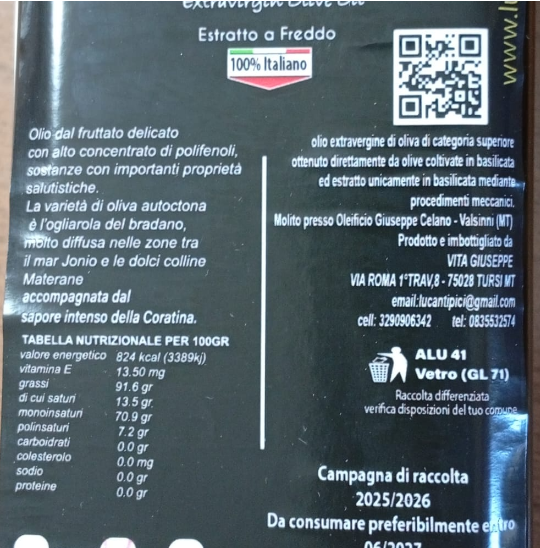 Extravergin Olive Oil
Estratto a Freddo
100% Italiano
Olio dal fruttato delicato
con alto concentrato di polifenoli,
sostanze con importanti proprietà
salutistiche.
La varietà di oliva autoctona
è l'ogliarola del bradano,
molto diffusa nelle zone tra
il mar Jonio e le dolci colline
Materane
accompagnata dal
sapore intenso della Coratina.
TABELLA NUTRIZIONALE PER 100GR
valore energetico 824 kcal (3389kj)
vitamina E 13.50 mg
grassi 91.6 gr
di cui saturi 13.5 gr
monoinsaturi 70.9 gr
polinsaturi 7.2 gr
carboidrati 0.0 gr
colesterolo 0.0 mg
sodio 0.0 gr
proteine 0.0 gr
www.lu
olio extravergine di oliva di categoria superiore
ottenuto direttamente da olive coltivate in basilicata
ed estratto unicamente in basilicata mediante
procedimenti meccanici.
Molito presso Oleificio Giuseppe Celano - Valsinni (MT)
Prodotto e imbottigliato da
VITA GIUSEPPE
VIA ROMA 1°TRAV,8 - 75028 TURSI MT
email:lucantipici@gmail.com
cell: 3290906342 tel: 0835532574
ALU 41
Vetro (GL 71)
Raccolta differenziata
verifica disposizioni del tuo comune
Campagna di raccolta
2025/2026
Da consumare preferibilmente entro
06/2027